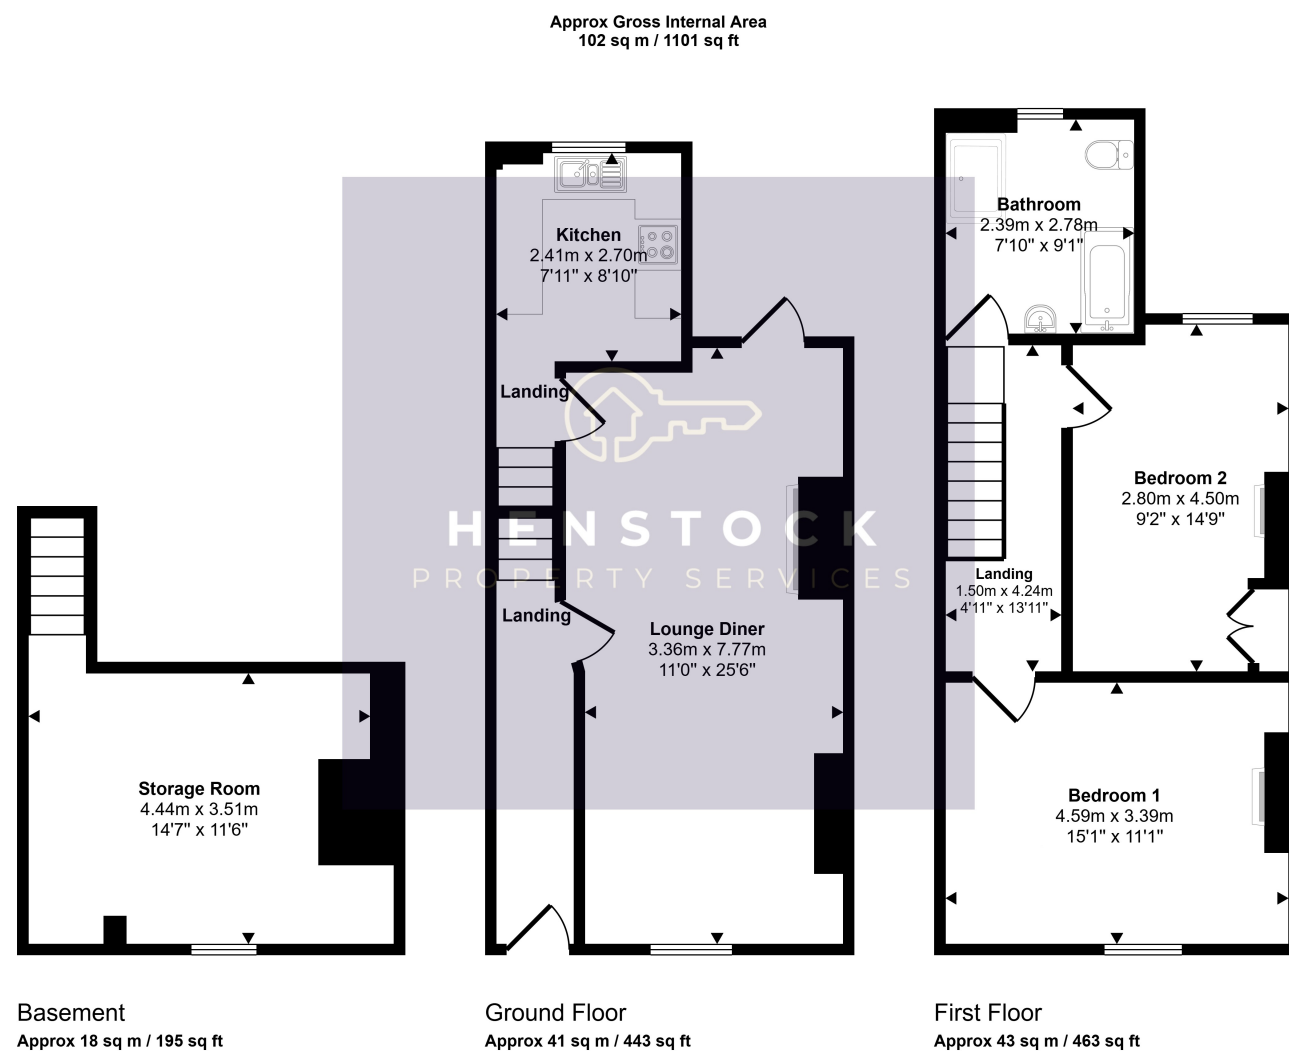 Approx Gross Internal Area
102 sq m / 1101 sq ft
Kitchen
2.41m x 2.70m
7'11" x 8'10"
Landing
Landing
Lounge Diner
3.36m x 7.77m
11'0" x 25'6"
HENSTOCK
PROPERTY SERVICES
Storage Room
4.44m x 3.51m
14'7" x 11'6"
Bathroom
2.39m x 2.78m
7'10" x 9'1"
Bedroom 2
2.80m x 4.50m
9'2" x 14'9"
Landing
1.50m x 4.24m
4'11" x 13'11"
Bedroom 1
4.59m x 3.39m
15'1" x 11'1"
Basement
Approx 18 sq m / 195 sq ft
Ground Floor
Approx 41 sq m / 443 sq ft
First Floor
Approx 43 sq m / 463 sq ft